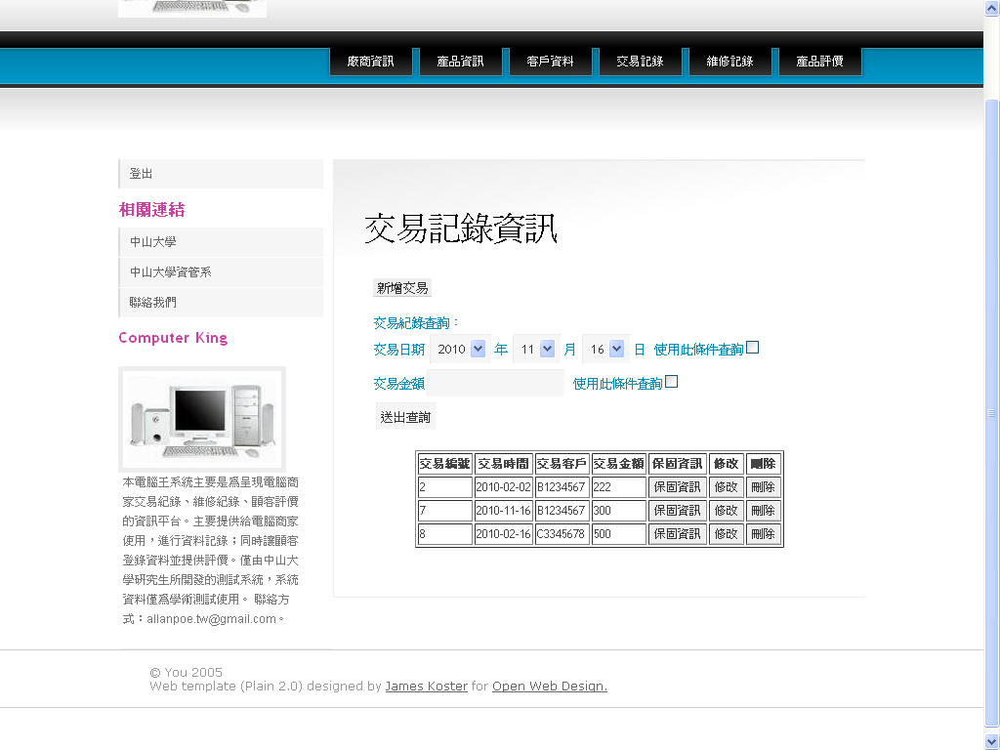 廠商資訊 產品資訊 客戶資料 交易記錄 維修記錄 產品評價
登出
相關連結
中山大學
中山大學資管系
聯絡我們
Computer King
本電腦王系統主要是為呈現電腦商
家交易紀錄、維修紀錄、顧客評價
的資訊平台。主要提供給電腦商家
使用，進行資料記錄；同時讓顧客
登錄資料並提供評價。僅由中山大
學研究生所開發的測試系統，系統
資料僅為學術測試使用。 聯絡方
式：allanpoe.tw@gmail.com。
交易記錄資訊
新增交易
交易紀錄查詢：
交易日期 2010 年 11 月 16 日 使用此條件查詢
交易金額 使用此條件查詢
送出查詢
交易編號 交易時間 交易客戶 交易金額 保固資訊 修改 刪除
2 2010-02-02 B1234567 222 保固資訊 修改 刪除
7 2010-11-16 B1234567 300 保固資訊 修改 刪除
8 2010-02-16 C3345678 500 保固資訊 修改 刪除
© You 2005
Web template (Plain 2.0) designed by James Koster for Open Web Design.